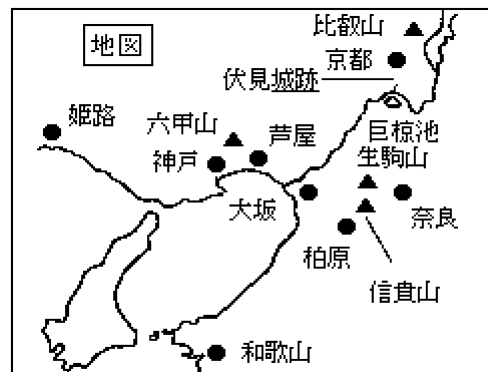 地図
比叡山
京都
伏見城跡
姫路
六甲山
芦屋
巨椋池
神戸
生駒山
大坂
奈良
柏原
信貴山
和歌山